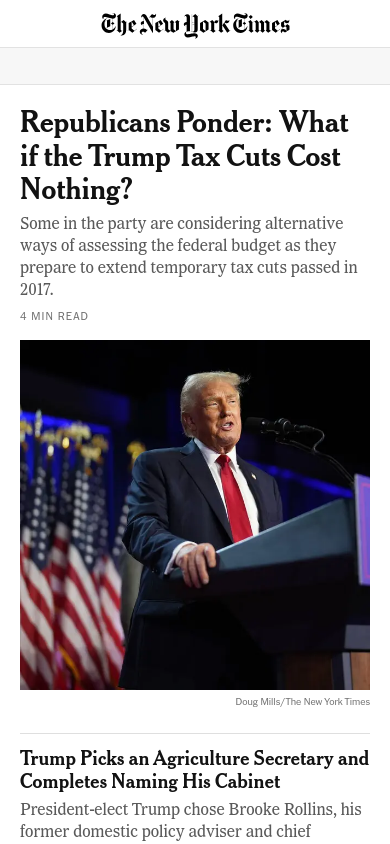 The New York Times
Republicans Ponder: What
if the Trump Tax Cuts Cost
Nothing?
Some in the party are considering alternative
ways of assessing the federal budget as they
prepare to extend temporary tax cuts passed in
2017.
4 MIN READ
Doug Mills/The New York Times
Trump Picks an Agriculture Secretary and
Completes Naming His Cabinet
President-elect Trump chose Brooke Rollins, his
former domestic policy adviser and chief